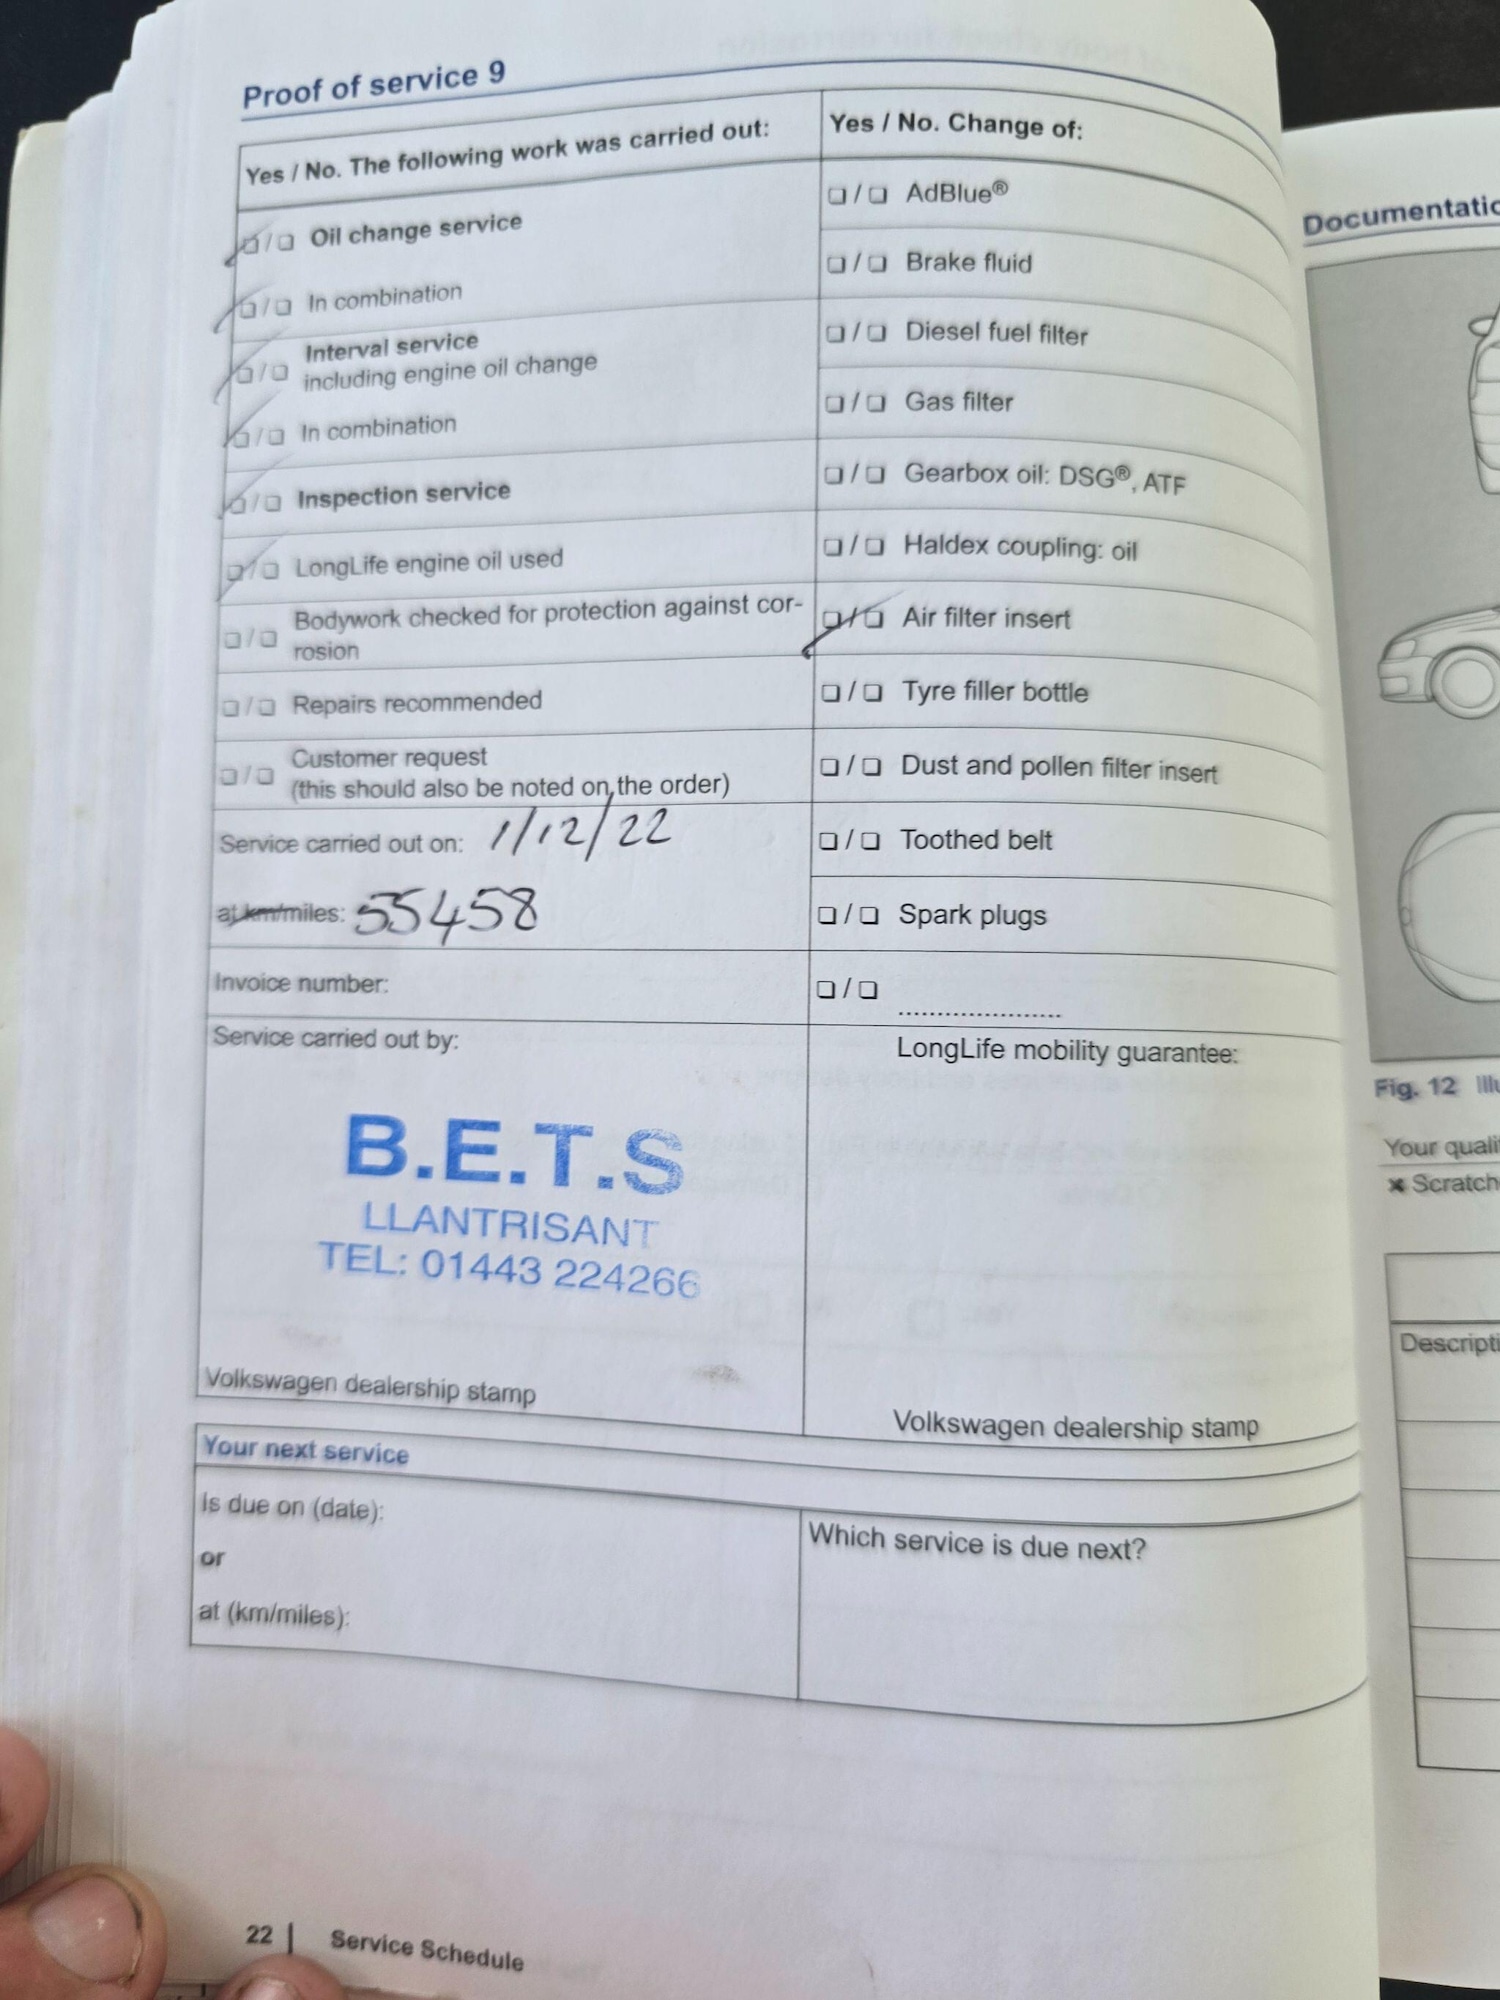 Proof of service 9
Yes / No. The following work was carried out:
❏/❏ Oil change service
❏/❏ In combination
❏/❏ Interval service
including engine oil change
❏/❏ In combination
❏/❏ Inspection service
❏/❏ LongLife engine oil used
❏/❏ Bodywork checked for protection against cor-
rosion
❏/❏ Repairs recommended
❏/❏ Customer request
(this should also be noted on the order)
Service carried out on: 1/12/22
at km/miles: 55458
Invoice number:
Service carried out by:
B.E.T.S
LLANTRISANT
TEL: 01443 224266
Volkswagen dealership stamp
Yes / No. Change of:
❏/❏ AdBlue®
❏/❏ Brake fluid
❏/❏ Diesel fuel filter
❏/❏ Gas filter
❏/❏ Gearbox oil: DSG®, ATF
❏/❏ Haldex coupling: oil
❏/❏ Air filter insert
❏/❏ Tyre filler bottle
❏/❏ Dust and pollen filter insert
❏/❏ Toothed belt
❏/❏ Spark plugs
❏/❏ ........................
LongLife mobility guarantee:
Volkswagen dealership stamp
Your next service
Is due on (date):
or
at (km/miles):
Which service is due next?
22 | Service Schedule
Documentatio
Fig. 12 Illu
Your quali
× Scratch
Descripti